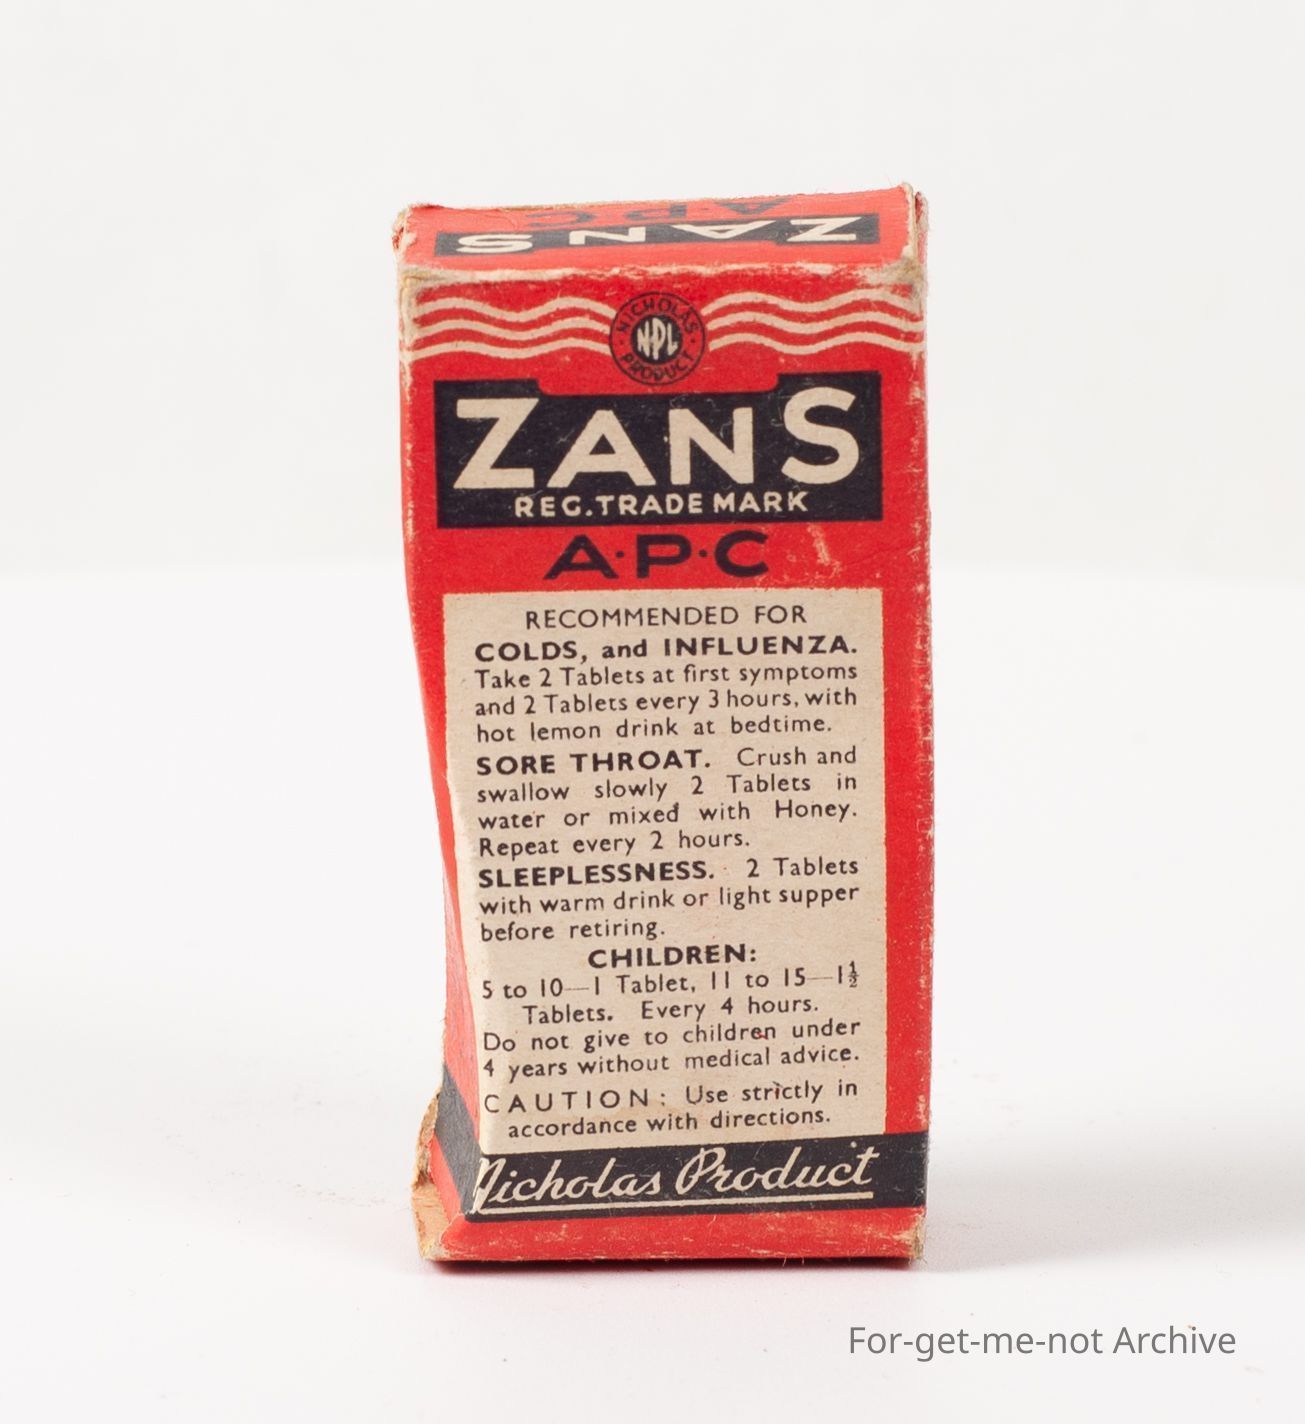 A·P·C
ZANS
NICHOLAS
NPL
PRODUCT
ZANS
REG. TRADE MARK
A·P·C
RECOMMENDED FOR
COLDS, and INFLUENZA.
Take 2 Tablets at first symptoms
and 2 Tablets every 3 hours, with
hot lemon drink at bedtime.
SORE THROAT. Crush and
swallow slowly 2 Tablets in
water or mixed with Honey.
Repeat every 2 hours.
SLEEPLESSNESS. 2 Tablets
with warm drink or light supper
before retiring.
CHILDREN:
5 to 10—1 Tablet, 11 to 15—1½
Tablets. Every 4 hours.
Do not give to children under
4 years without medical advice.
CAUTION: Use strictly in
accordance with directions.
Nicholas Product
For-get-me-not Archive